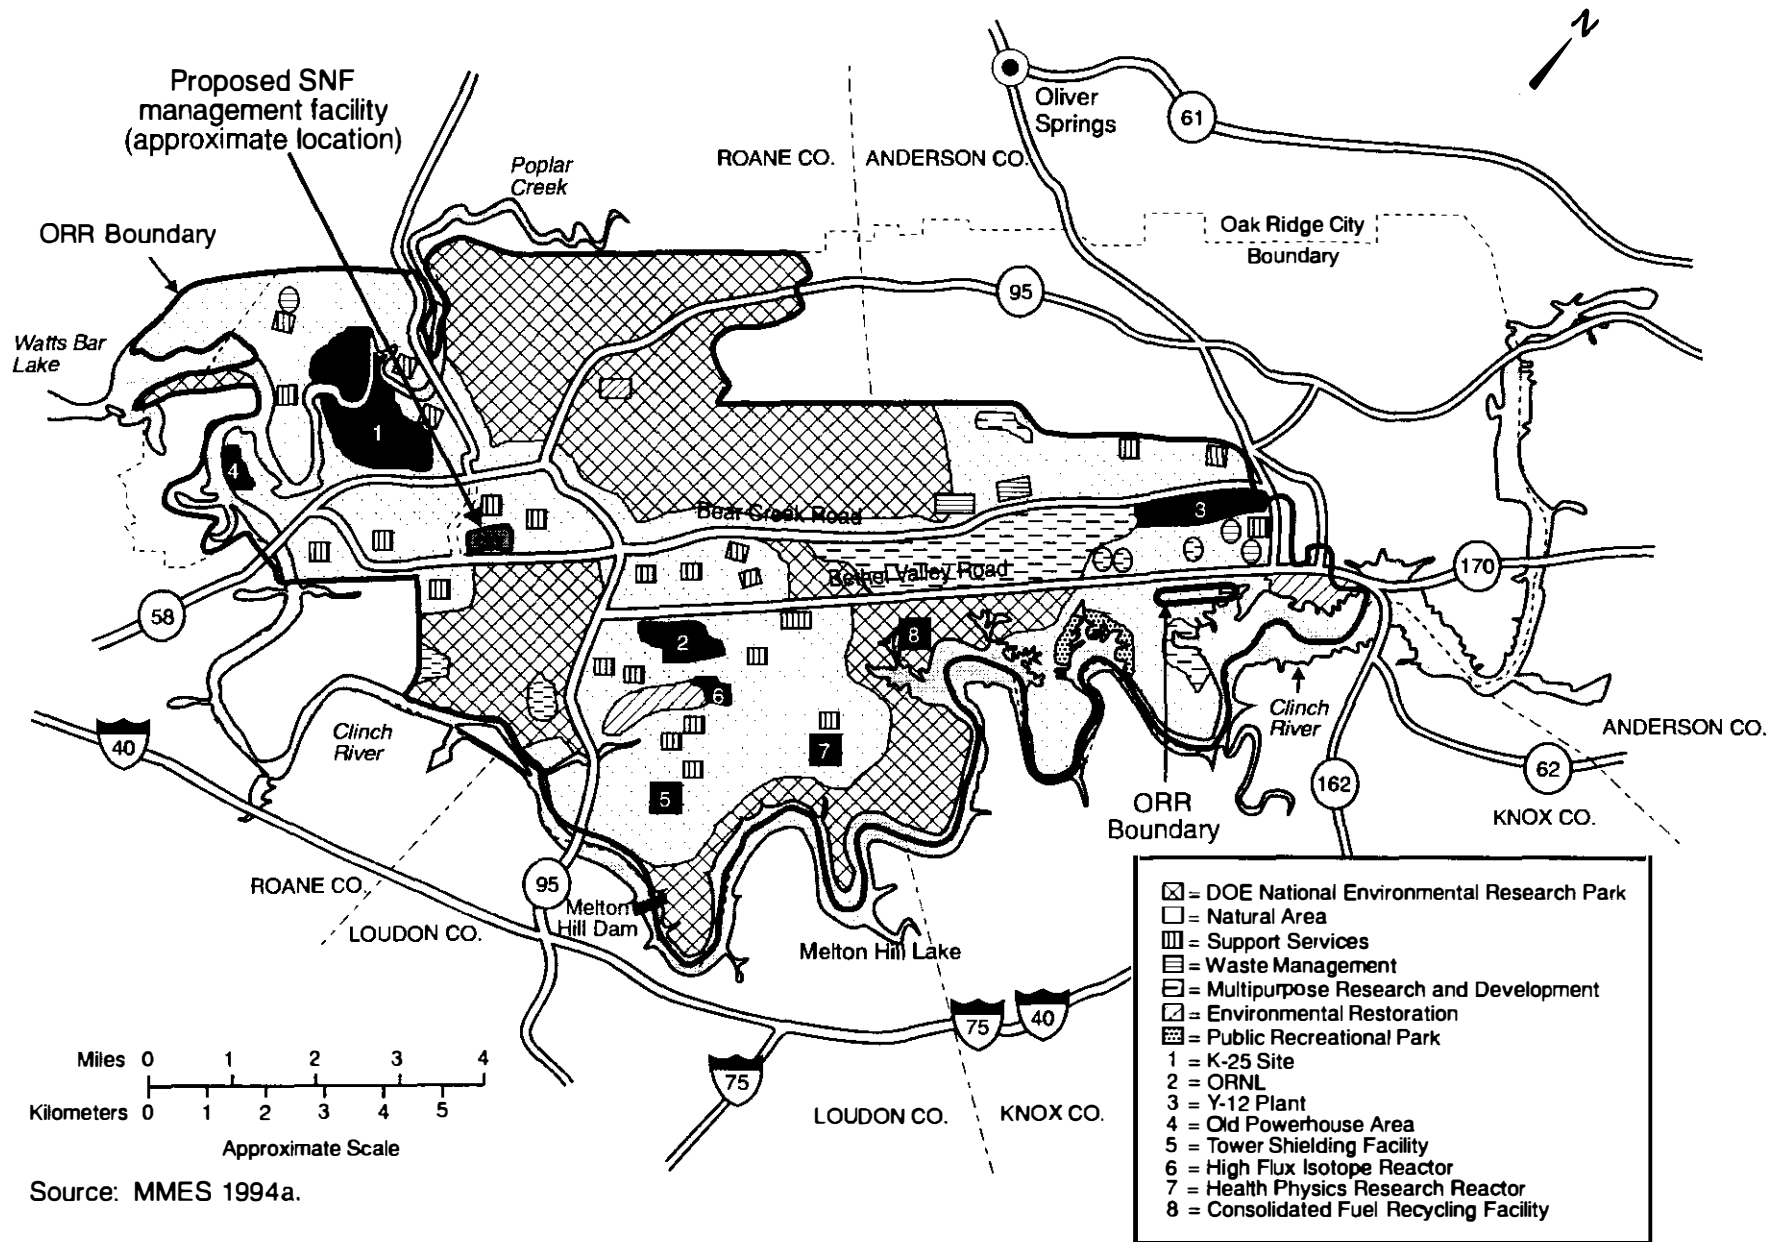 N
Proposed SNF
management facility
(approximate location)
Oliver
Springs
61
ROANE CO.
ANDERSON CO.
Poplar
Creek
ORR Boundary
Oak Ridge City
Boundary
95
Watts Bar
Lake
1
4
3
Bear Creek Road
Bethel Valley Road
170
58
2
8
6
Clinch
River
Clinch
River
ANDERSON CO.
40
7
62
5
162
ORR
Boundary
KNOX CO.
ROANE CO.
95
Melton
Hill Dam
LOUDON CO.
Melton Hill Lake
75
40
75
LOUDON CO.
KNOX CO.
= DOE National Environmental Research Park
= Natural Area
= Support Services
= Waste Management
= Multipurpose Research and Development
= Environmental Restoration
= Public Recreational Park
1 = K-25 Site
2 = ORNL
3 = Y-12 Plant
4 = Old Powerhouse Area
5 = Tower Shielding Facility
6 = High Flux Isotope Reactor
7 = Health Physics Research Reactor
8 = Consolidated Fuel Recycling Facility
Miles 0 1 2 3 4
Kilometers 0 1 2 3 4 5
Approximate Scale
Source: MMES 1994a.